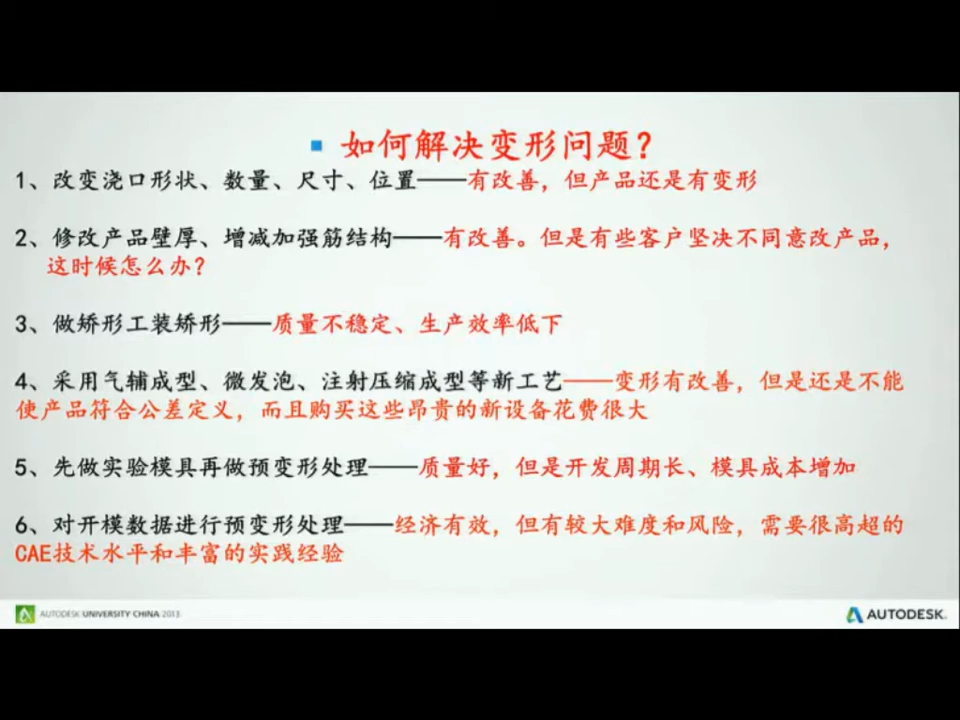 如何解决变形问题？
1、改变浇口形状、数量、尺寸、位置——有改善，但产品还是有变形
2、修改产品壁厚、增减加强筋结构——有改善。但是有些客户坚决不同意改产品，
这时候怎么办？
3、做矫形工装矫形——质量不稳定、生产效率低下
4、采用气辅成型、微发泡、注射压缩成型等新工艺——变形有改善，但是还是不能
使产品符合公差定义，而且购买这些昂贵的新设备花费很大
5、先做实验模具再做预变形处理——质量好，但是开发周期长、模具成本增加
6、对开模数据进行预变形处理——经济有效，但有较大难度和风险，需要很高超的
CAE技术水平和丰富的实践经验
AUTODESK UNIVERSITY CHINA 2013
AUTODESK.